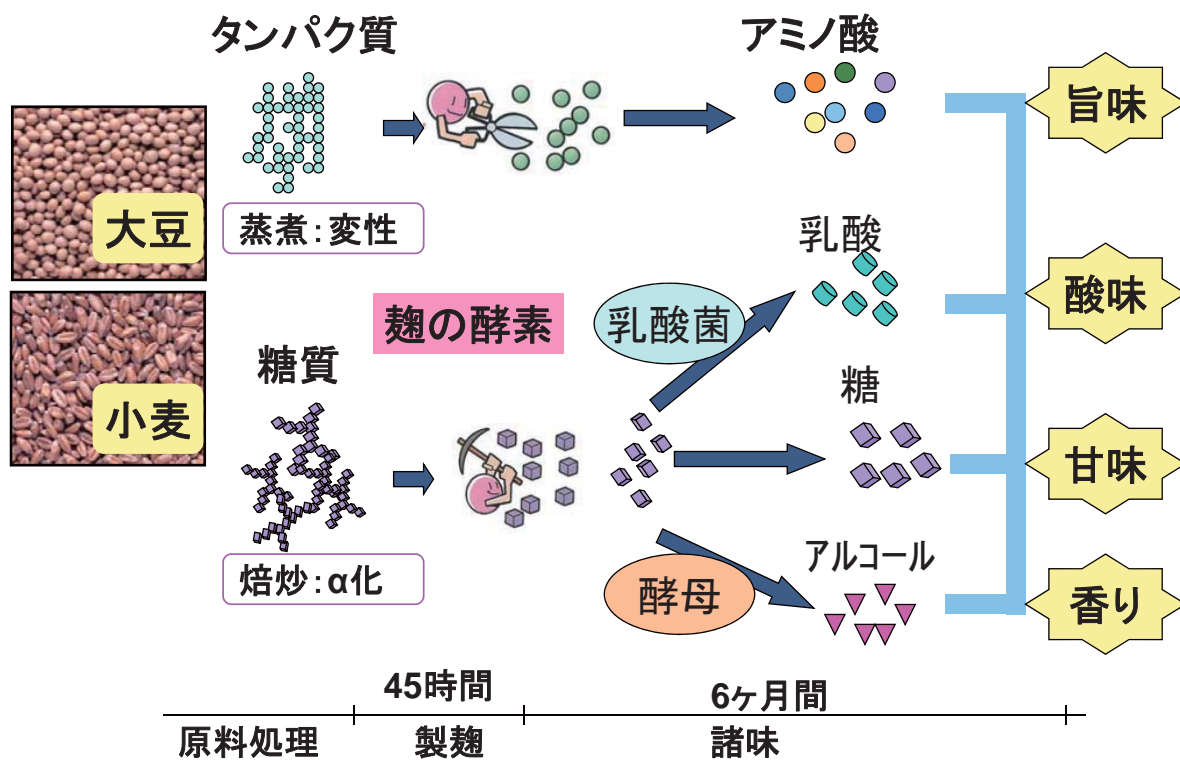 タンパク質
アミノ酸
旨味
大豆
蒸煮：変性
乳酸
酸味
麹の酵素
乳酸菌
糖質
糖
小麦
甘味
焙炒：α化
酵母
アルコール
香り
45時間
6ヶ月間
原料処理
製麹
諸味